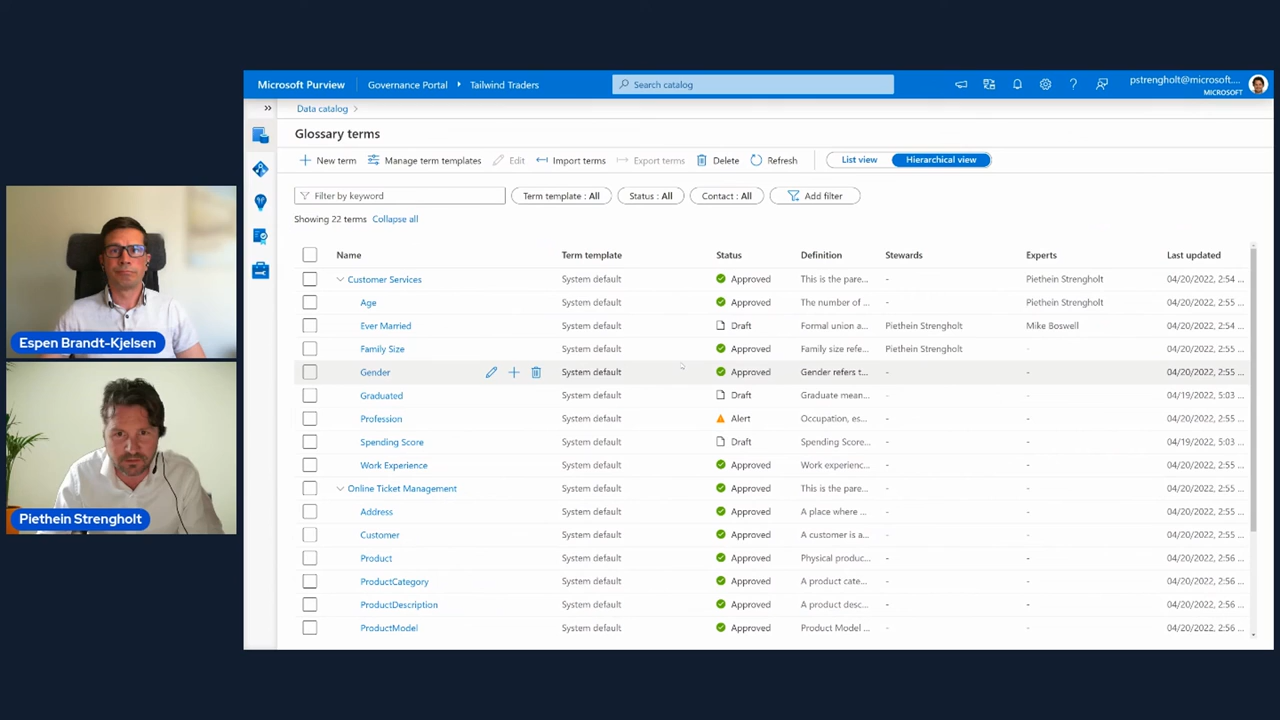 Microsoft Purview Governance Portal Tailwind Traders Search catalog pstrengholt@microsoft....
MICROSOFT
Data catalog
Glossary terms
New term Manage term templates Edit Import terms Export terms Delete Refresh List view Hierarchical view
Filter by keyword Term template : All Status : All Contact : All Add filter
Showing 22 terms Collapse all
Name Term template Status Definition Stewards Experts Last updated
Customer Services System default Approved This is the pare... - Piethein Strengholt 04/20/2022, 2:54 ...
Age System default Approved The number of ... - Piethein Strengholt 04/20/2022, 2:55 ...
Ever Married System default Draft Formal union a... Piethein Strengholt Mike Boswell 04/20/2022, 2:54 ...
Family Size System default Approved Family size refe... Piethein Strengholt - 04/20/2022, 2:55 ...
Gender System default Approved Gender refers t... - - 04/20/2022, 2:55 ...
Graduated System default Draft Graduate mean... - - 04/19/2022, 5:03 ...
Profession System default Alert Occupation, es... - - 04/20/2022, 2:55 ...
Spending Score System default Draft Spending Score... - - 04/19/2022, 5:03 ...
Work Experience System default Approved Work experienc... - - 04/20/2022, 2:55 ...
Online Ticket Management System default Approved This is the pare... - - 04/20/2022, 2:55 ...
Address System default Approved A place where ... - - 04/20/2022, 2:55 ...
Customer System default Approved A customer is a... - - 04/20/2022, 2:55 ...
Product System default Approved Physical produc... - - 04/20/2022, 2:56 ...
ProductCategory System default Approved A product cate... - - 04/20/2022, 2:56 ...
ProductDescription System default Approved A product desc... - - 04/20/2022, 2:56 ...
ProductModel System default Approved Product Model ... - - 04/20/2022, 2:56 ...
Espen Brandt-Kjelsen
Piethein Strengholt